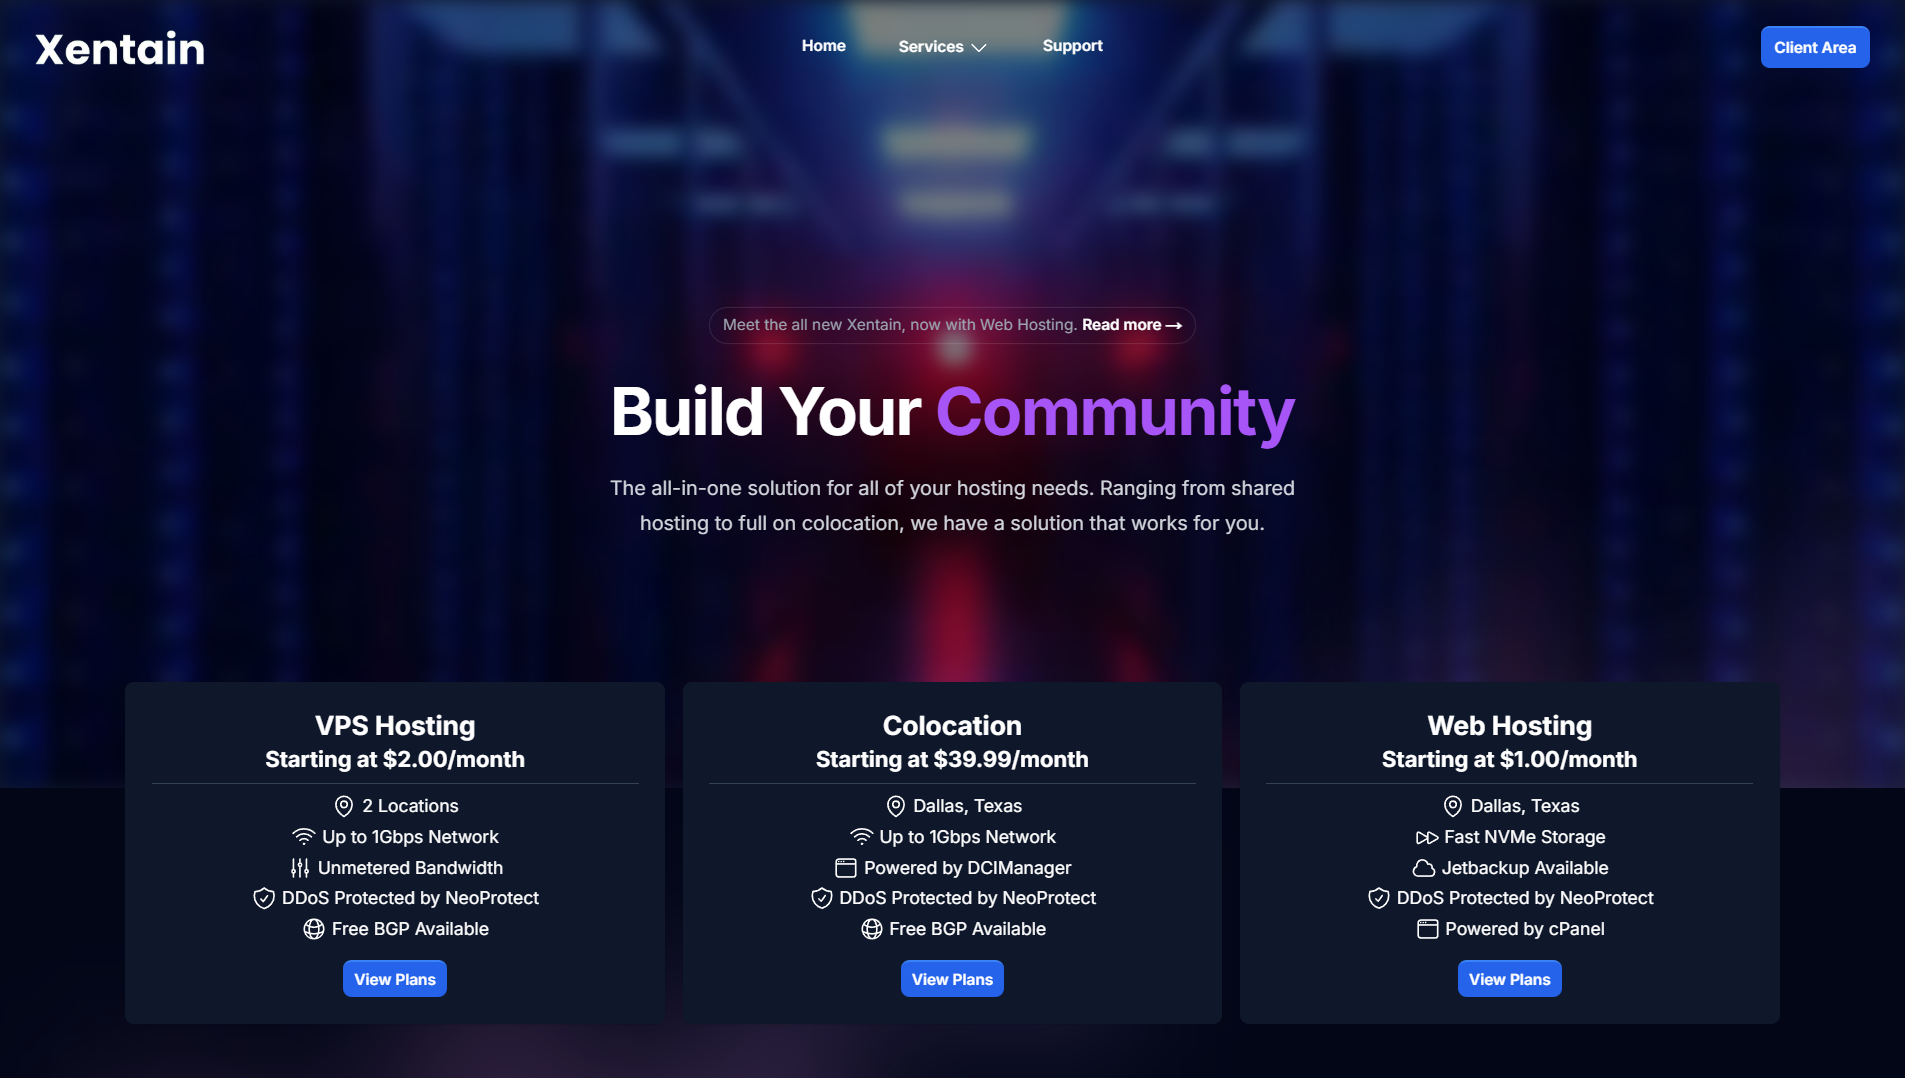 Xentain
Home
Services
Support
Client Area
Meet the all new Xentain, now with Web Hosting. Read more →
Build Your Community
The all-in-one solution for all of your hosting needs. Ranging from shared
hosting to full on colocation, we have a solution that works for you.
VPS Hosting
Starting at $2.00/month
2 Locations
Up to 1Gbps Network
Unmetered Bandwidth
DDoS Protected by NeoProtect
Free BGP Available
View Plans
Colocation
Starting at $39.99/month
Dallas, Texas
Up to 1Gbps Network
Powered by DCIManager
DDoS Protected by NeoProtect
Free BGP Available
View Plans
Web Hosting
Starting at $1.00/month
Dallas, Texas
Fast NVMe Storage
Jetbackup Available
DDoS Protected by NeoProtect
Powered by cPanel
View Plans